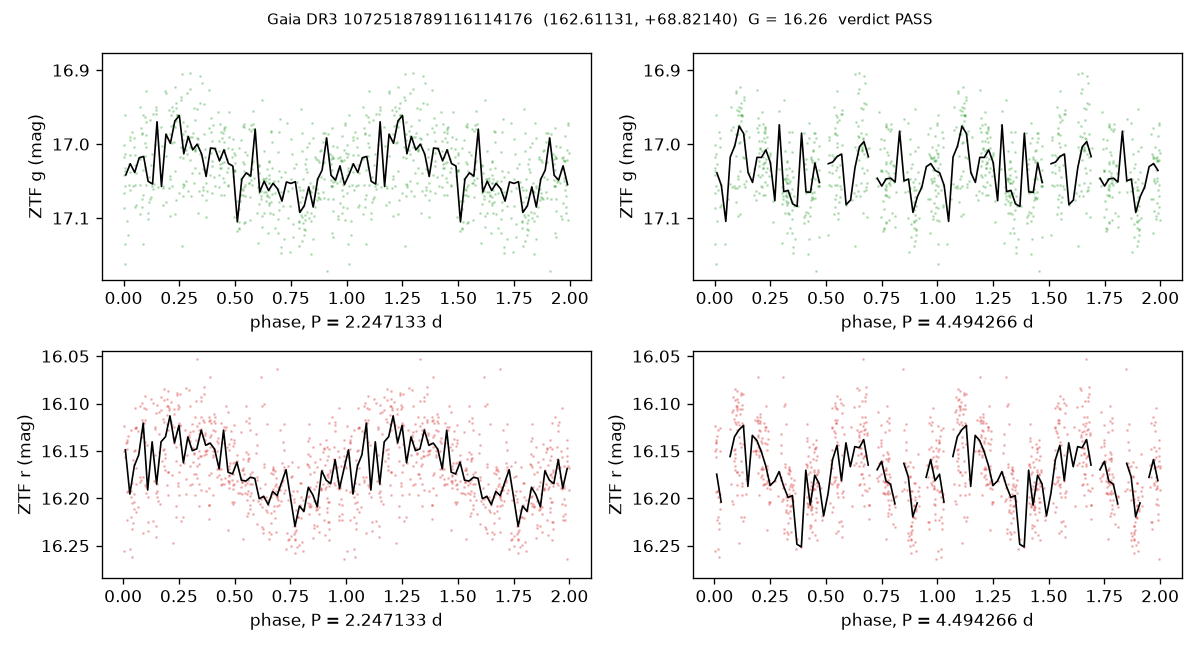 Gaia DR3 1072518789116114176 (162.61131, +68.82140) G = 16.26 verdict PASS
ZTF g (mag)
16.9
17.0
17.1
0.00 0.25 0.50 0.75 1.00 1.25 1.50 1.75 2.00
phase, P = 2.247133 d
ZTF g (mag)
16.9
17.0
17.1
0.00 0.25 0.50 0.75 1.00 1.25 1.50 1.75 2.00
phase, P = 4.494266 d
ZTF r (mag)
16.05
16.10
16.15
16.20
16.25
0.00 0.25 0.50 0.75 1.00 1.25 1.50 1.75 2.00
phase, P = 2.247133 d
ZTF r (mag)
16.05
16.10
16.15
16.20
16.25
0.00 0.25 0.50 0.75 1.00 1.25 1.50 1.75 2.00
phase, P = 4.494266 d